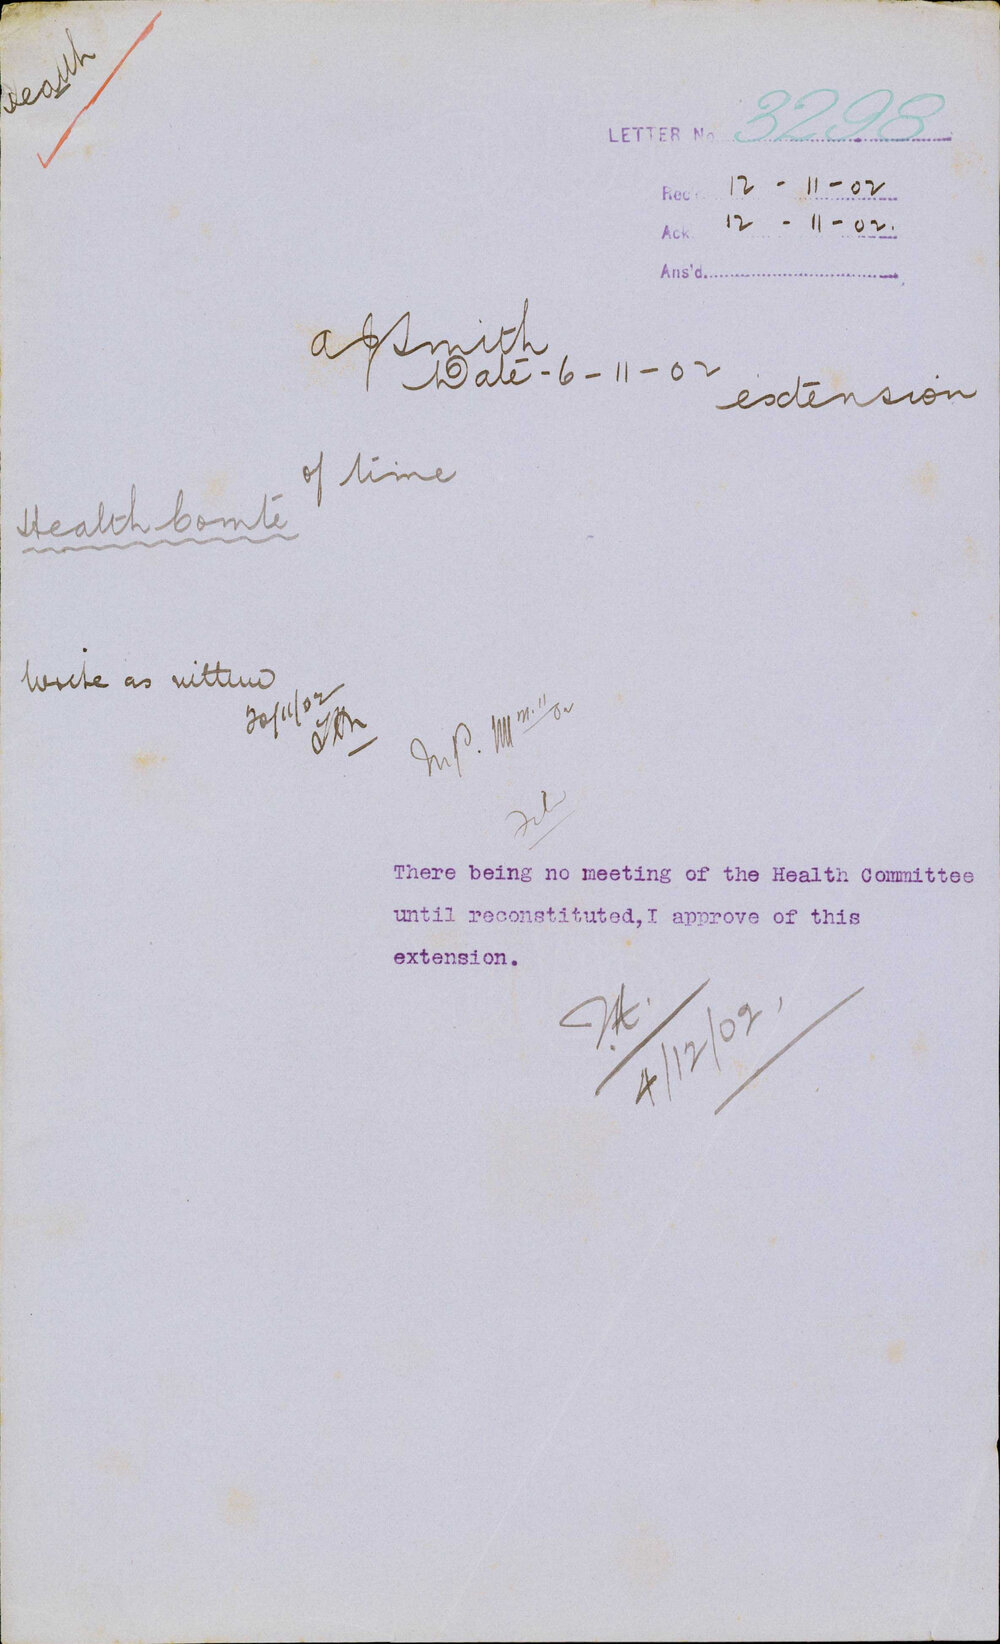 Health
LETTER No 3298
Rec 12 - 11 - 02
Ack 12 - 11 - 02.
Ans'd
Smith
Date - 6 - 11 - 02
extension
of time
Health Comte
Write as
20/11/02
M.P.
There being no meeting of the Health Committee
until reconstituted, I approve of this
extension.
4/12/02.